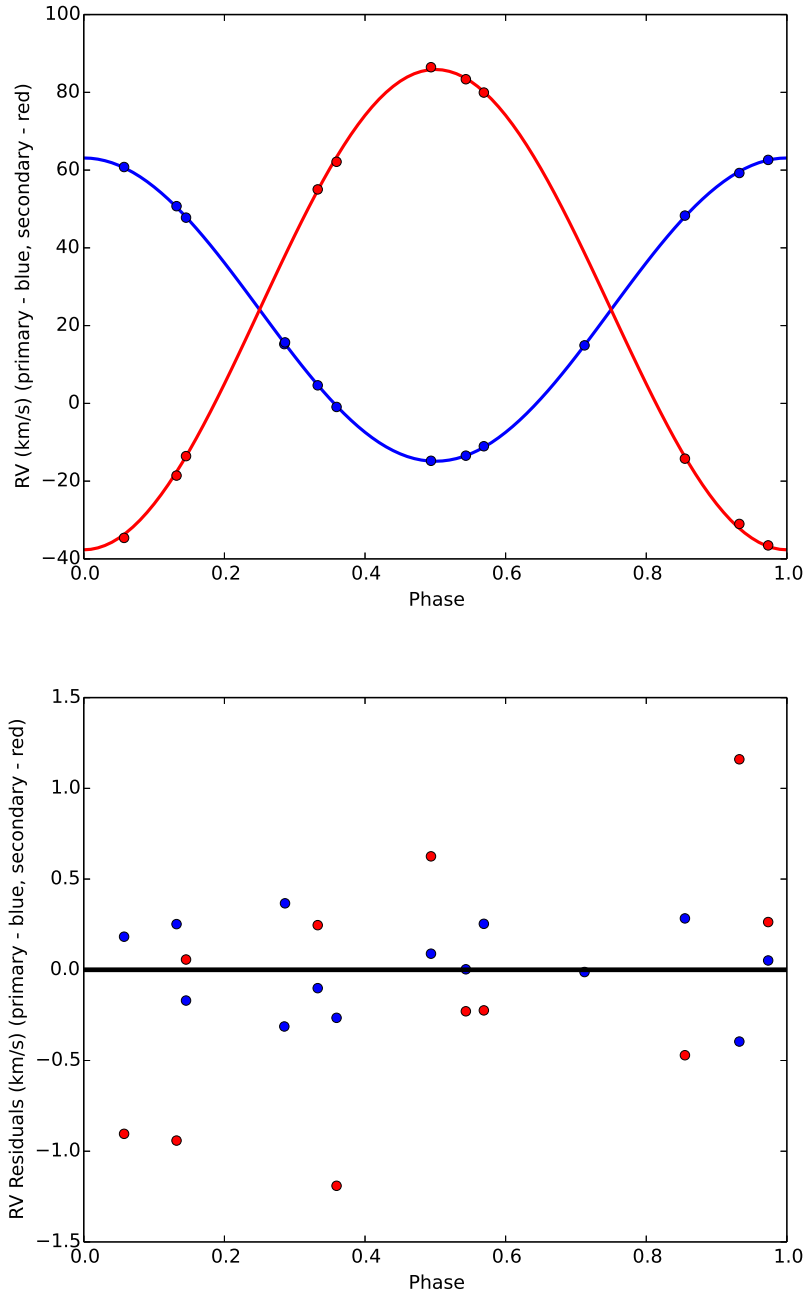 RV (km/s) (primary - blue, secondary - red)
100
80
60
40
20
0
−20
−40
0.0 0.2 0.4 0.6 0.8 1.0
Phase
RV Residuals (km/s) (primary - blue, secondary - red)
1.5
1.0
0.5
0.0
−0.5
−1.0
−1.5
0.0 0.2 0.4 0.6 0.8 1.0
Phase